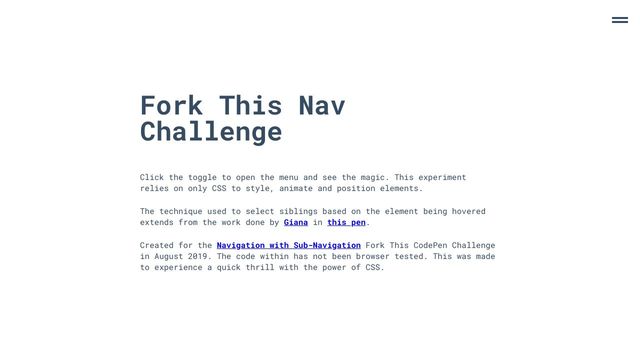 Fork This Nav
Challenge
Click the toggle to open the menu and see the magic. This experiment
relies on only CSS to style, animate and position elements.
The technique used to select siblings based on the element being hovered
extends from the work done by Giana in this pen.
Created for the Navigation with Sub-Navigation Fork This CodePen Challenge
in August 2019. The code within has not been browser tested. This was made
to experience a quick thrill with the power of CSS.